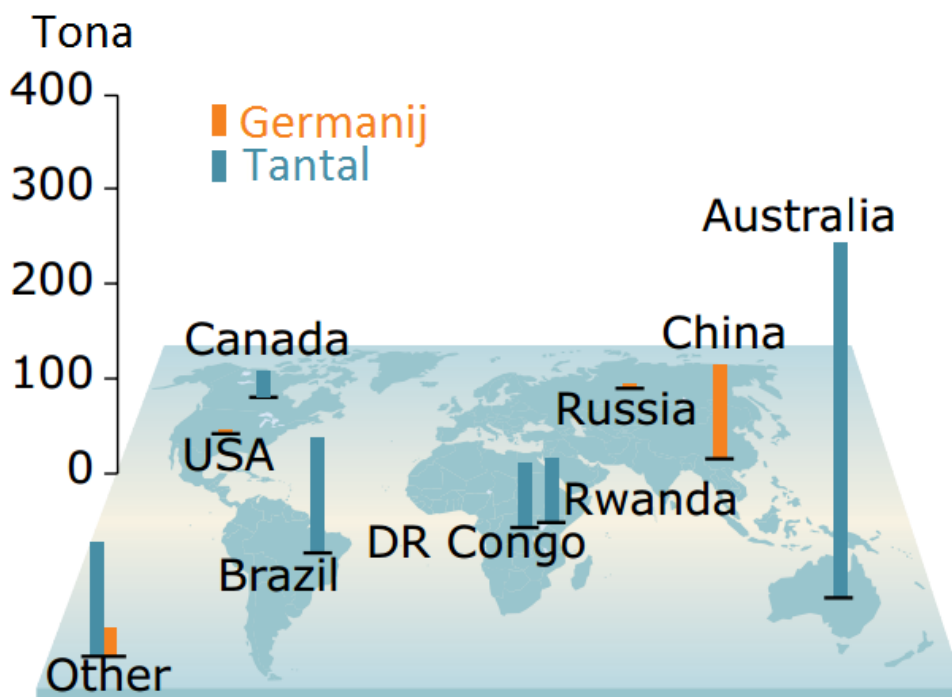 Tona
400
300
200
100
0
Germanij
Tantal
Australia
Canada
China
Russia
USA
Rwanda
DR Congo
Brazil
Other